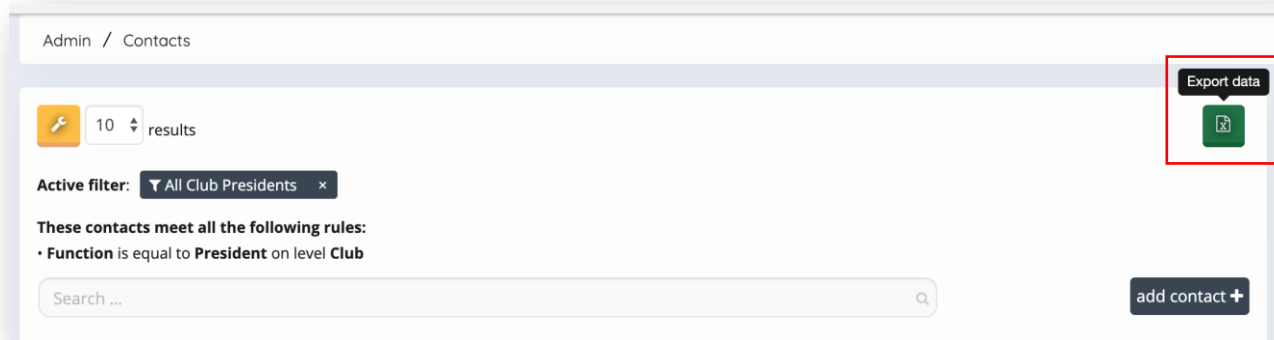 Admin / Contacts
Export data
10 results
Active filter: All Club Presidents ×
These contacts meet all the following rules:
• Function is equal to President on level Club
Search ...
add contact +